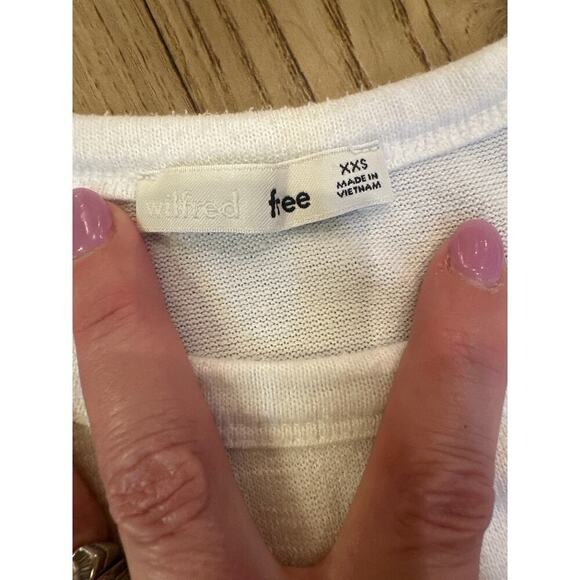 wilfred free
XXS
MADE IN
VIETNAM